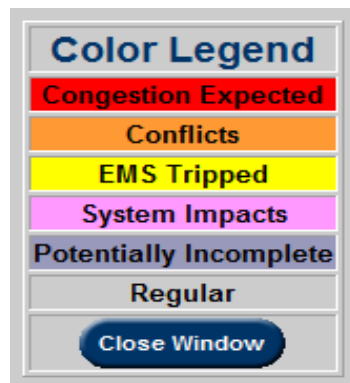 Color Legend
Congestion Expected
Conflicts
EMS Tripped
System Impacts
Potentially Incomplete
Regular
Close Window